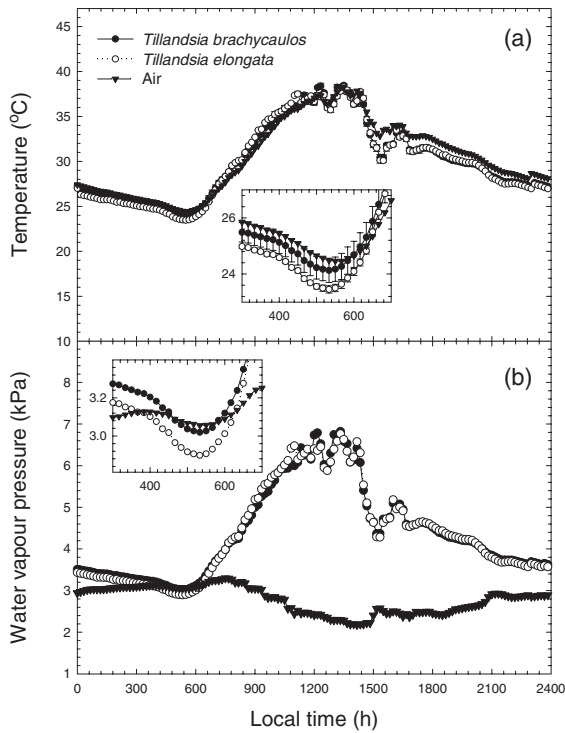 (a)
Tillandsia brachycaulos
Tillandsia elongata
Air
Temperature (ºC)
45
40
35
30
25
20
15
10
26
24
400 600
(b)
Water vapour pressure (kPa)
10
8
7
6
5
4
3
2
1
3.2
3.0
400 600
0 300 600 900 1200 1500 1800 2100 2400
Local time (h)